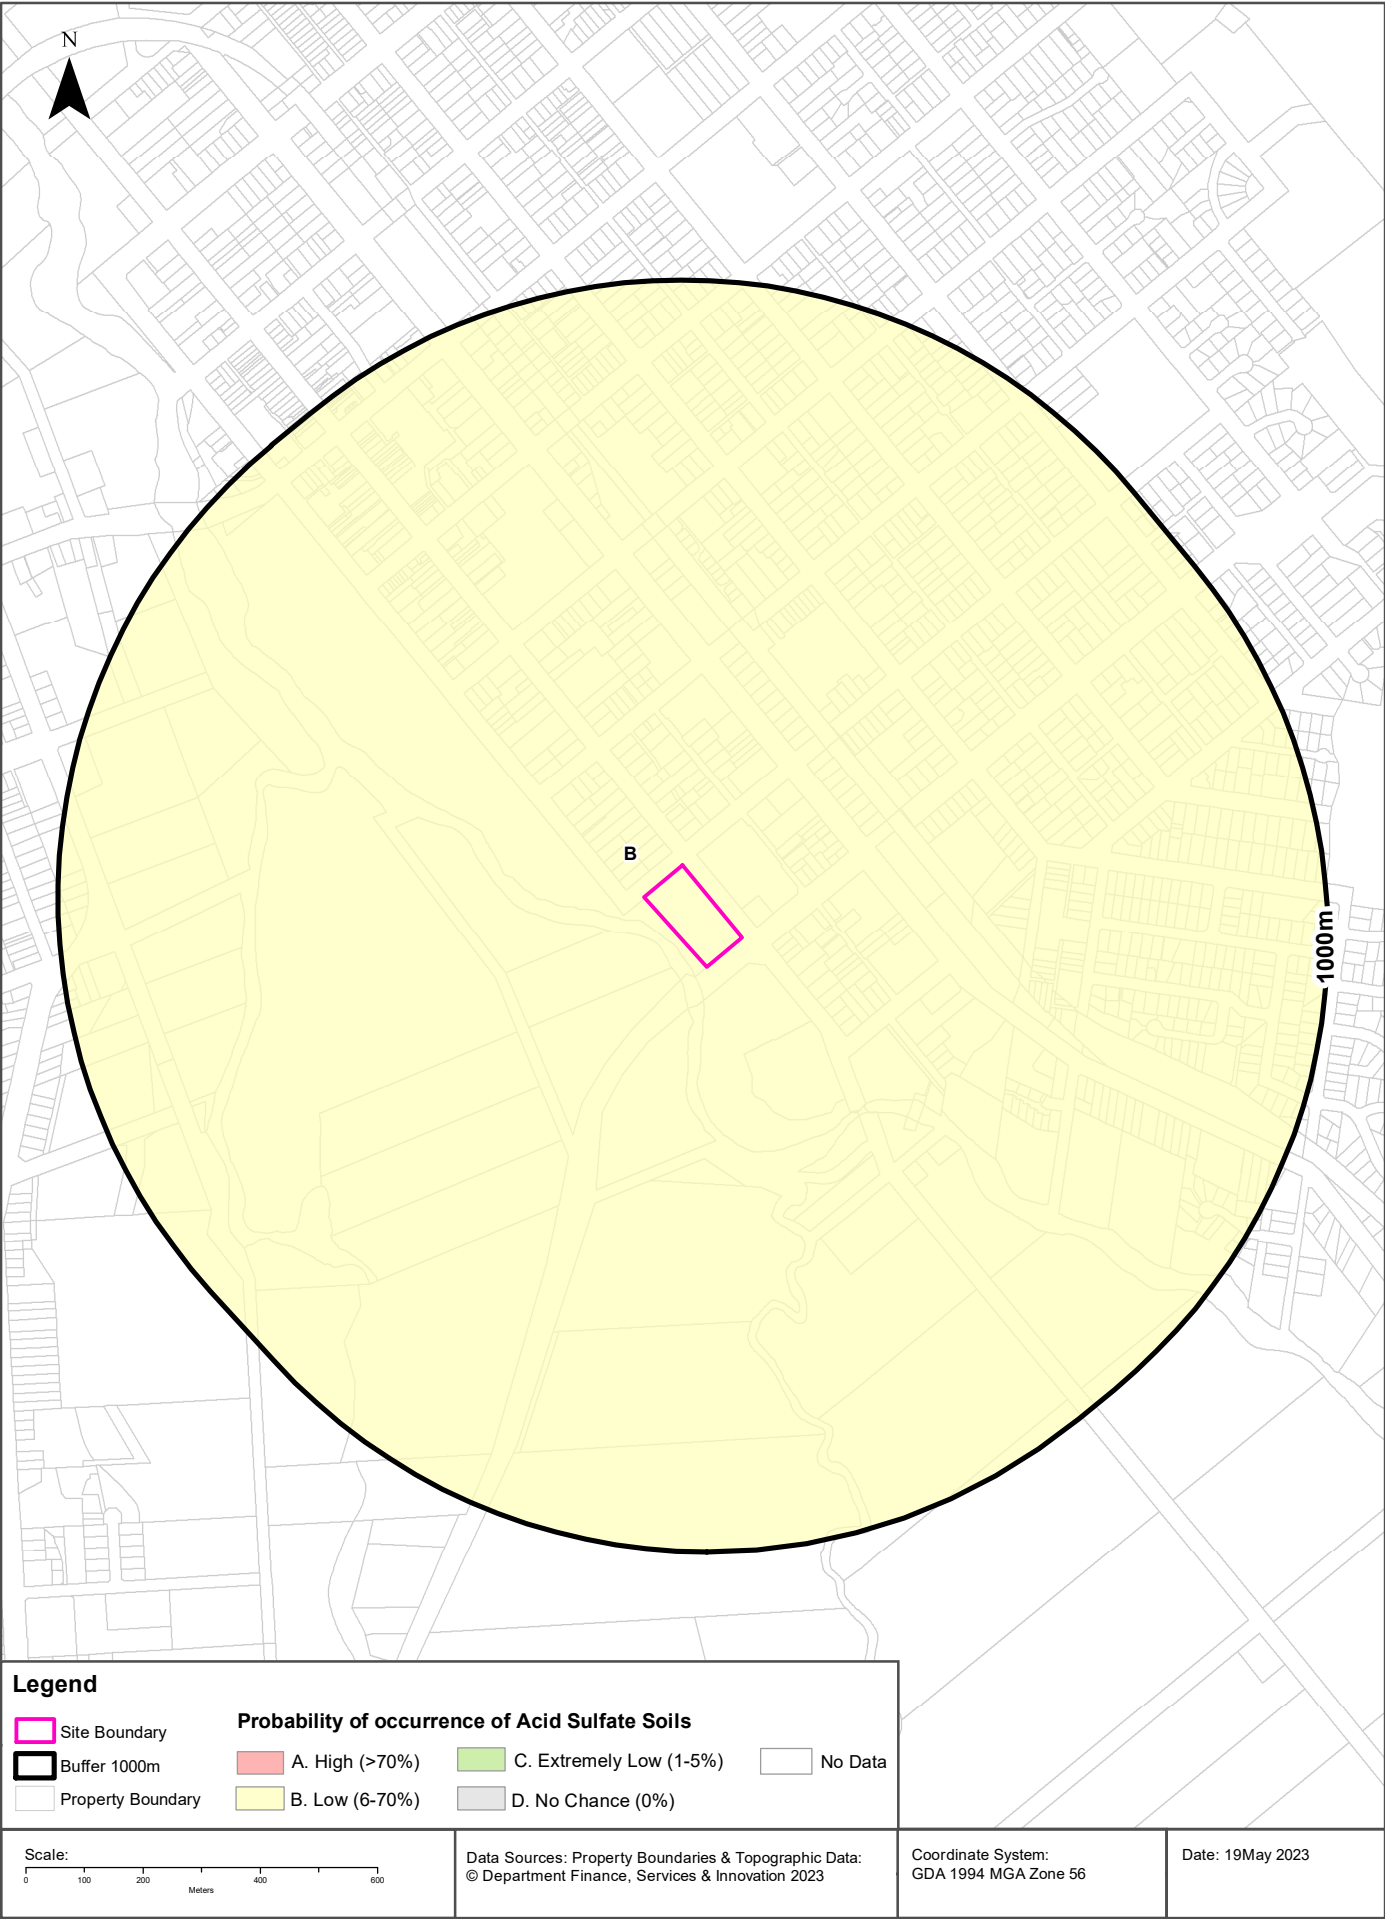 N
B
1000m
Legend
Site Boundary
Buffer 1000m
Property Boundary
Probability of occurrence of Acid Sulfate Soils
A. High (>70%)
B. Low (6-70%)
C. Extremely Low (1-5%)
D. No Chance (0%)
No Data
Scale:
0 100 200 400 600
Meters
Data Sources: Property Boundaries & Topographic Data:
© Department Finance, Services & Innovation 2023
Coordinate System:
GDA 1994 MGA Zone 56
Date: 19May 2023